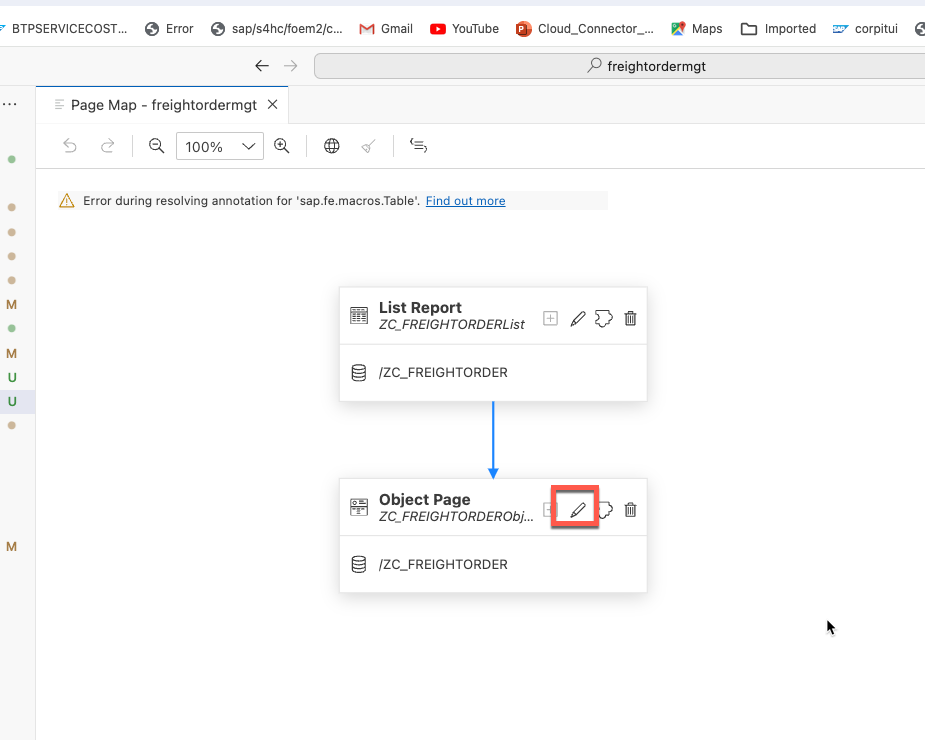 BTPSERVICECOST... Error sap/s4hc/foem2/c... Gmail YouTube Cloud_Connector_... Maps Imported corpitui
freightordermgt
Page Map - freightordermgt
100%
Error during resolving annotation for 'sap.fe.macros.Table'. Find out more
List Report
ZC_FREIGHTORDERList
/ZC_FREIGHTORDER
Object Page
ZC_FREIGHTORDERObj...
/ZC_FREIGHTORDER
M
M
U
U
M